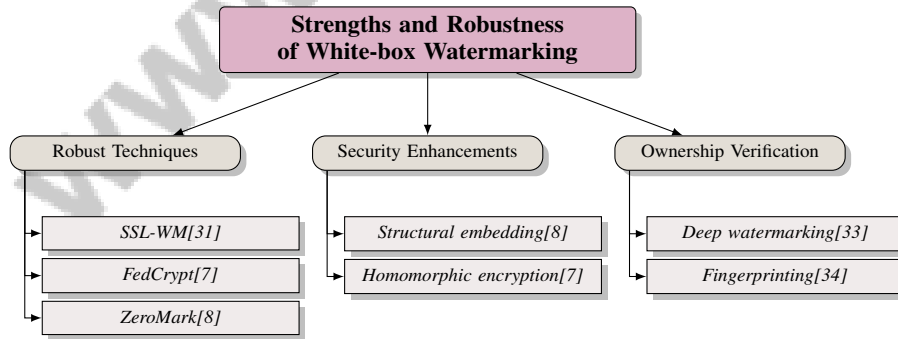 Strengths and Robustness
of White-box Watermarking
Robust Techniques
Security Enhancements
Ownership Verification
SSL-WM[31]
FedCrypt[7]
ZeroMark[8]
Structural embedding[8]
Homomorphic encryption[7]
Deep watermarking[33]
Fingerprinting[34]
www